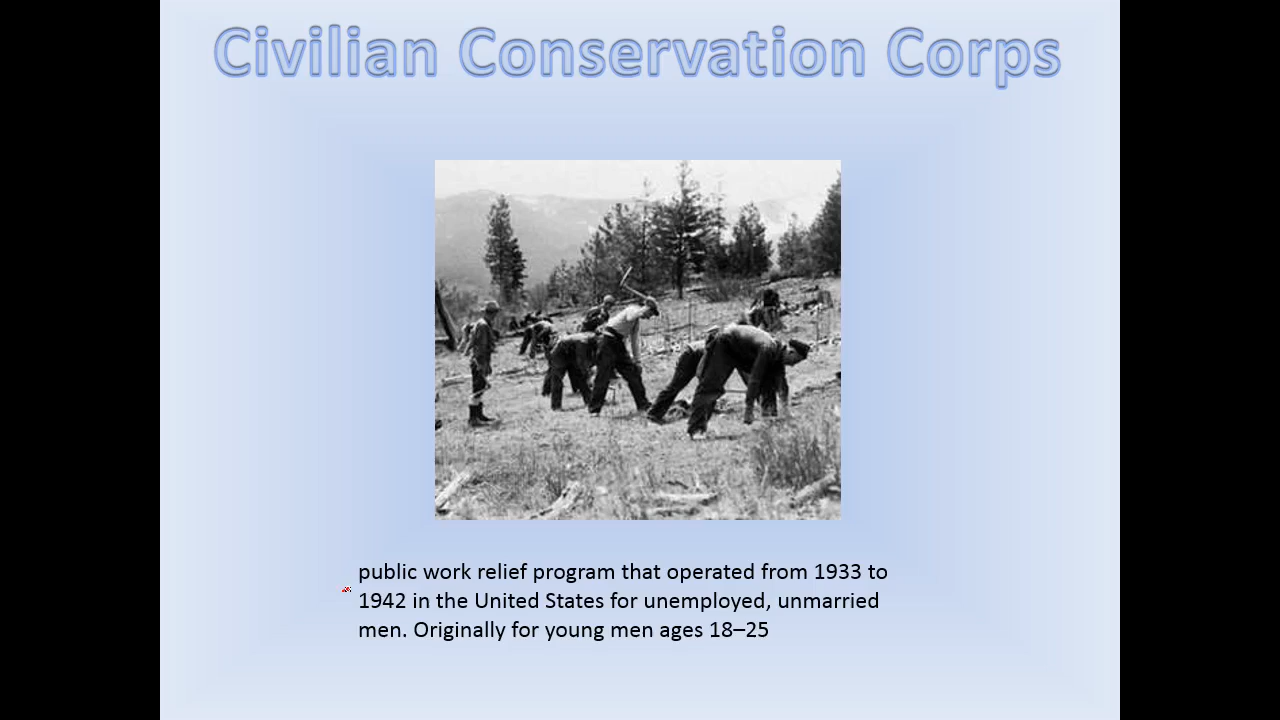 Civilian Conservation Corps
public work relief program that operated from 1933 to
1942 in the United States for unemployed, unmarried
men. Originally for young men ages 18–25